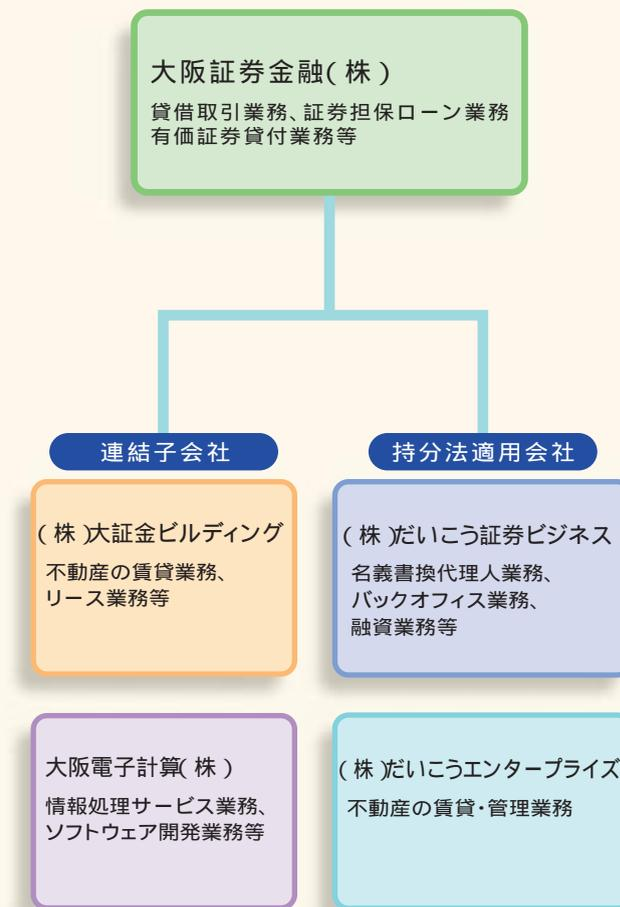 大阪証券金融(株)
貸借取引業務、証券担保ローン業務
有価証券貸付業務等
連結子会社
(株)大証金ビルディング
不動産の賃貸業務、
リース業務等
大阪電子計算(株)
情報処理サービス業務、
ソフトウェア開発業務等
持分法適用会社
(株)だいこう証券ビジネス
名義書換代理人業務、
バックオフィス業務、
融資業務等
(株)だいこうエンタープライズ
不動産の賃貸・管理業務